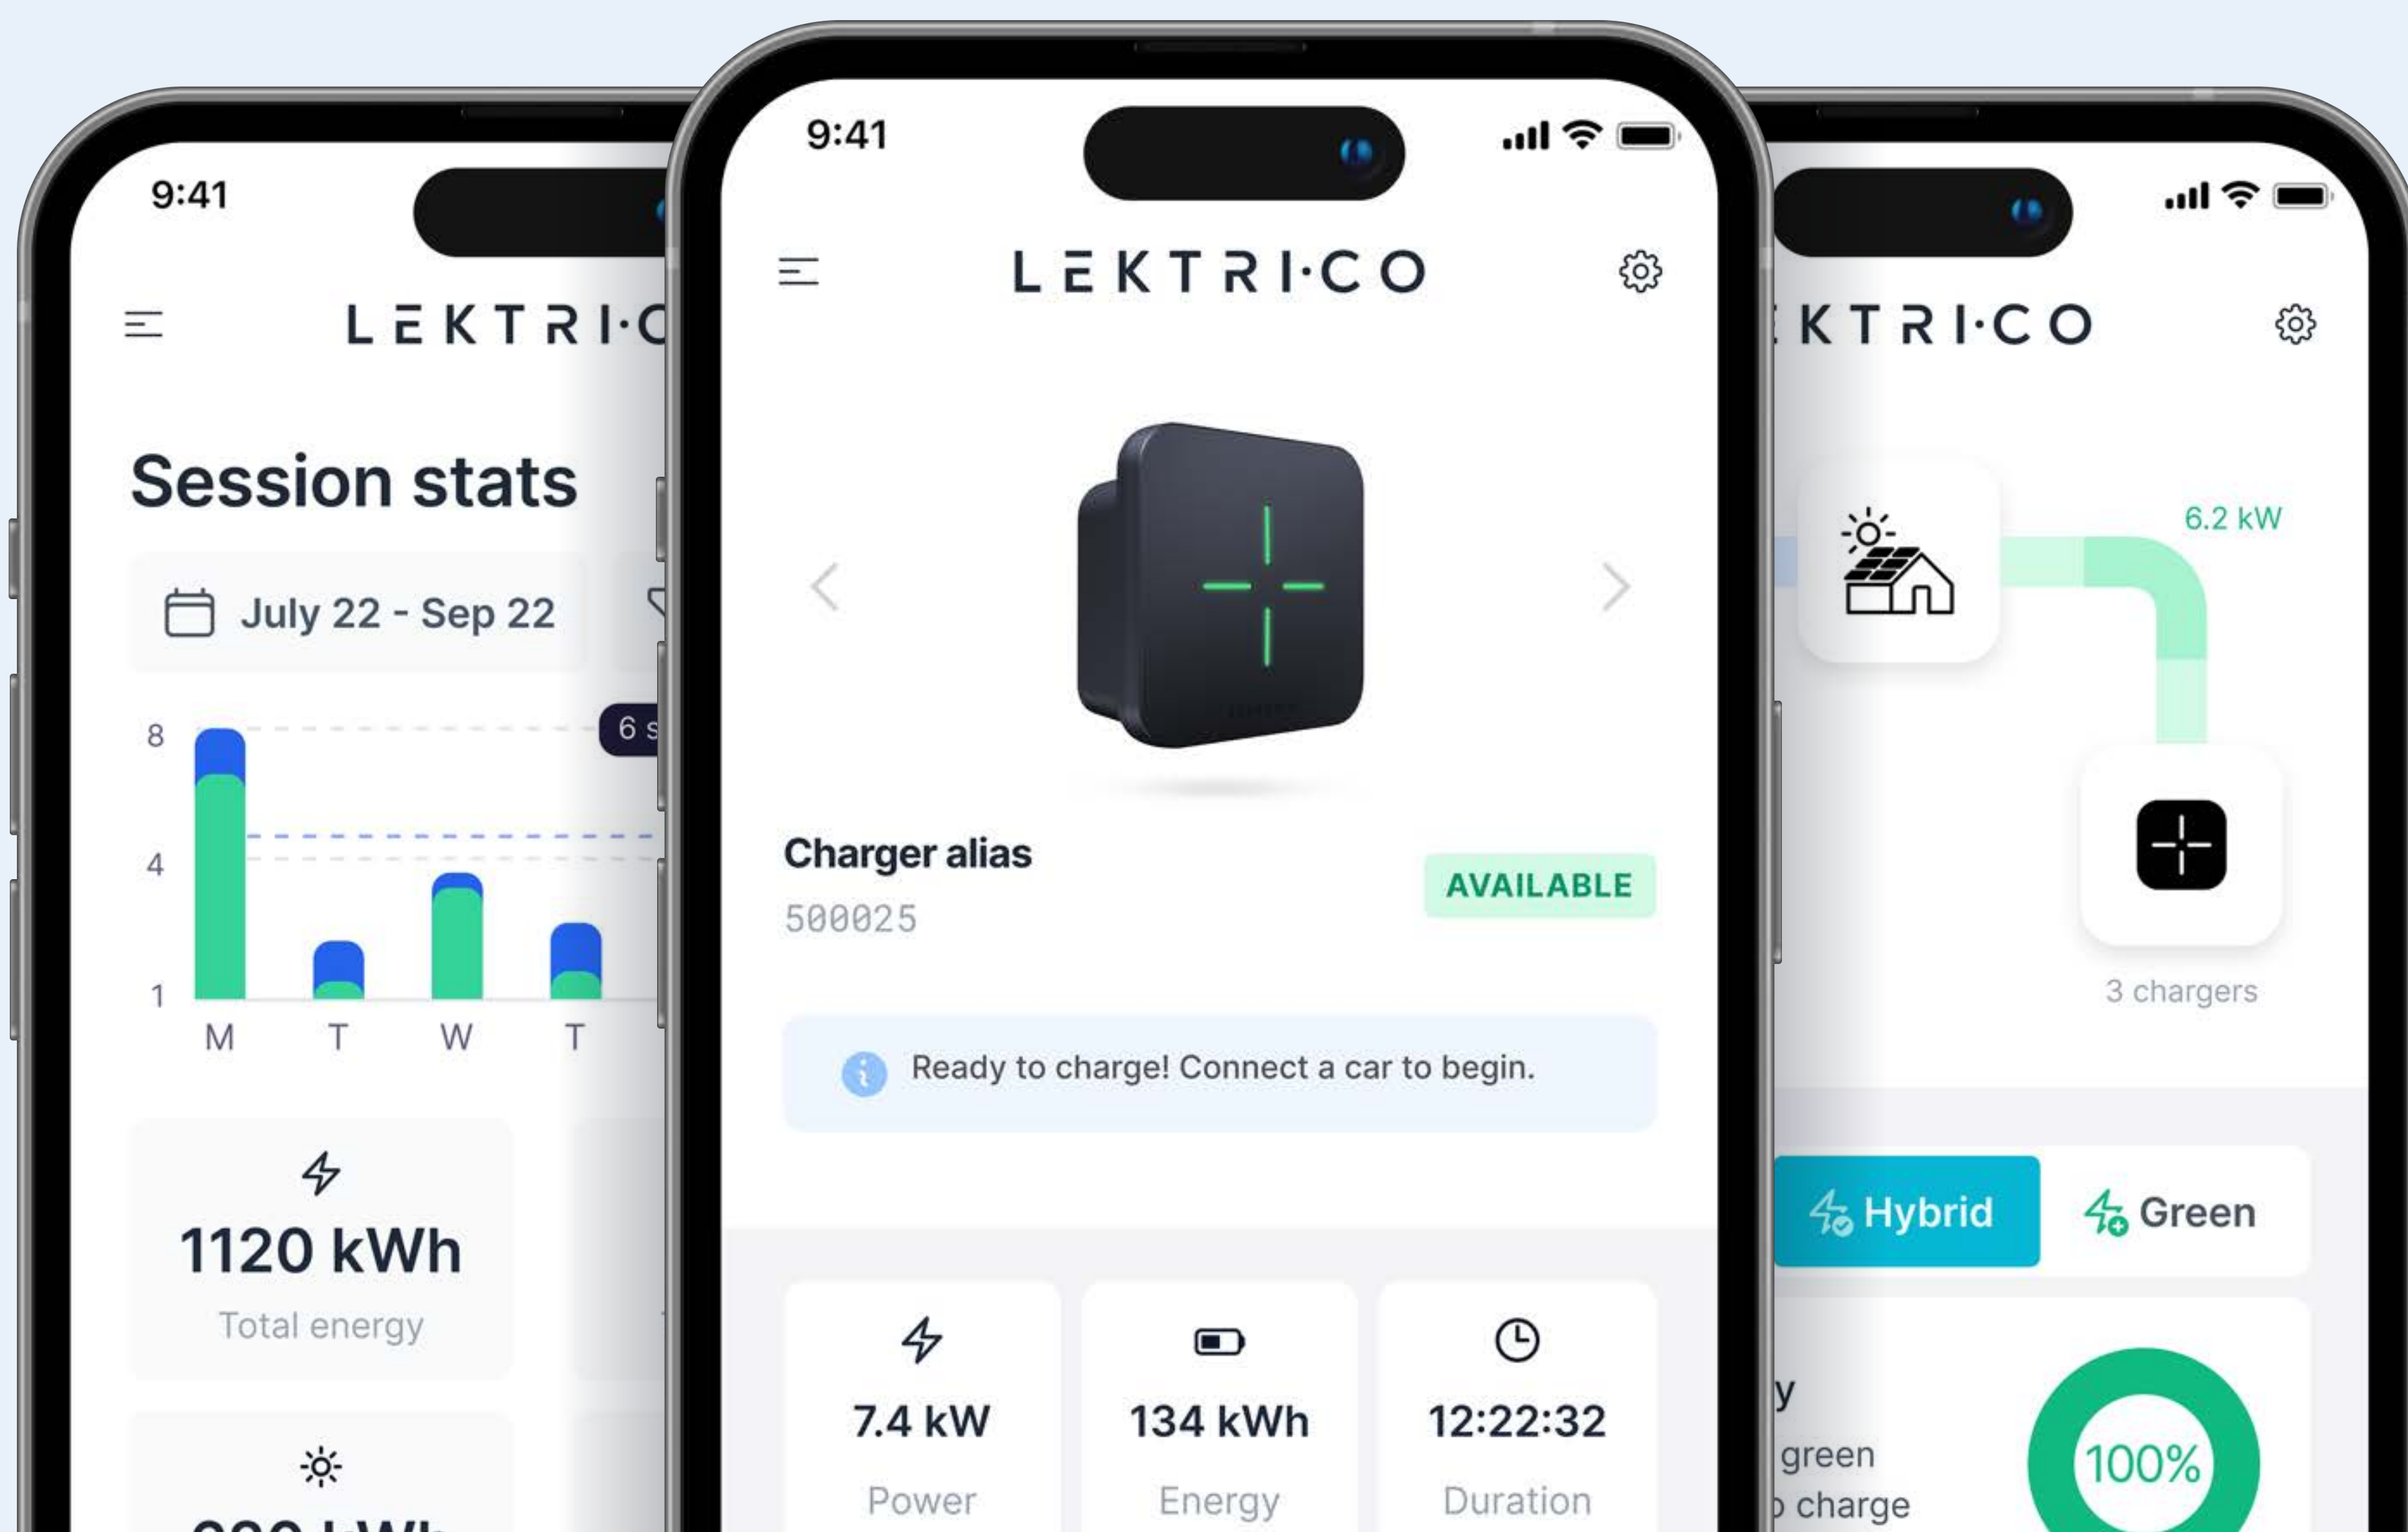 9:41
LEKTRI·C
Session stats
July 22 - Sep 22
8
6 s
4
1
M T W T
1120 kWh
Total energy
9:41
LEKTRI·CO
Charger alias
500025
AVAILABLE
Ready to charge! Connect a car to begin.
7.4 kW
Power
134 kWh
Energy
12:22:32
Duration
KTRI·CO
6.2 kW
3 chargers
Hybrid
Green
y
green
charge
100%